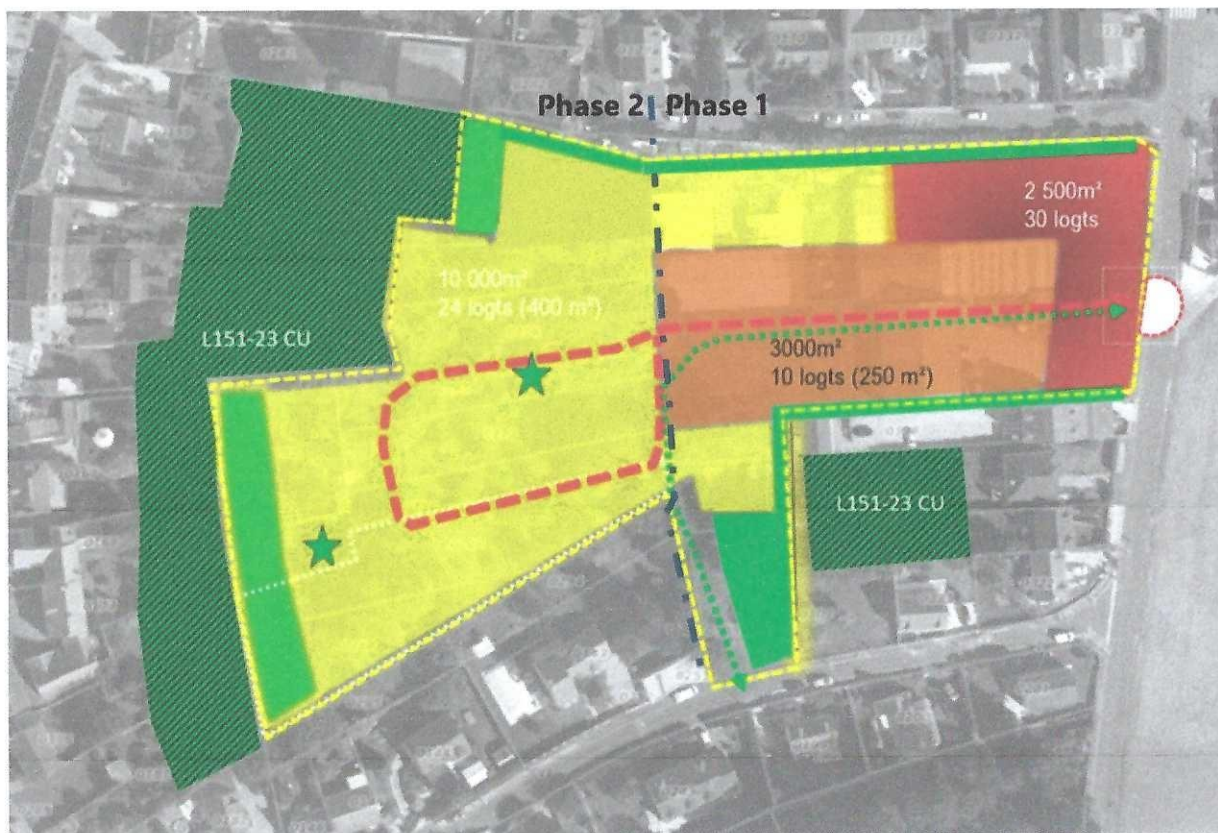 Phase 2 Phase 1
2 500m²
30 logts
10 000m²
24 logts (400 m²)
L151-23 CU
3000m²
10 logts (250 m²)
L151-23 CU